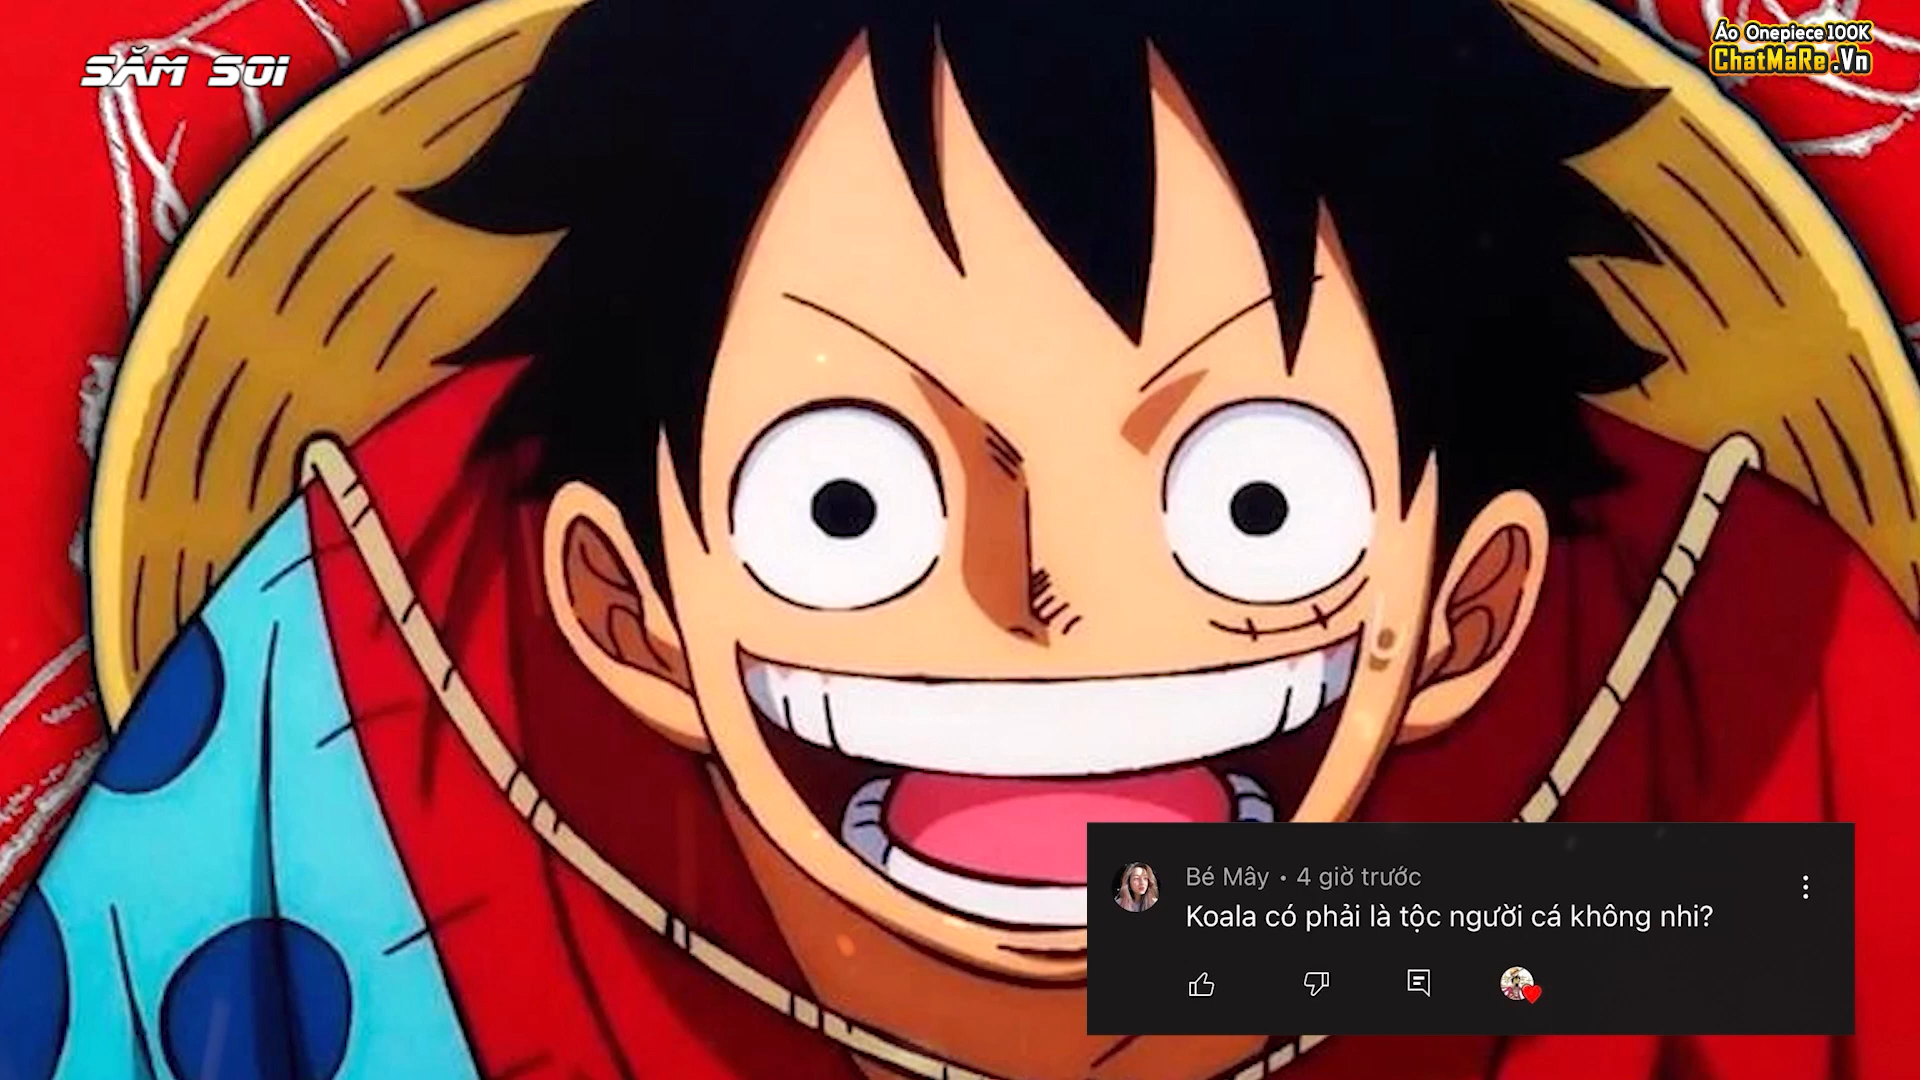 SĂM SOI
Áo Onepiece 100K
ChatMaRe.Vn
Bé Mây • 4 giờ trước
Koala có phải là tộc người cá không nhi?